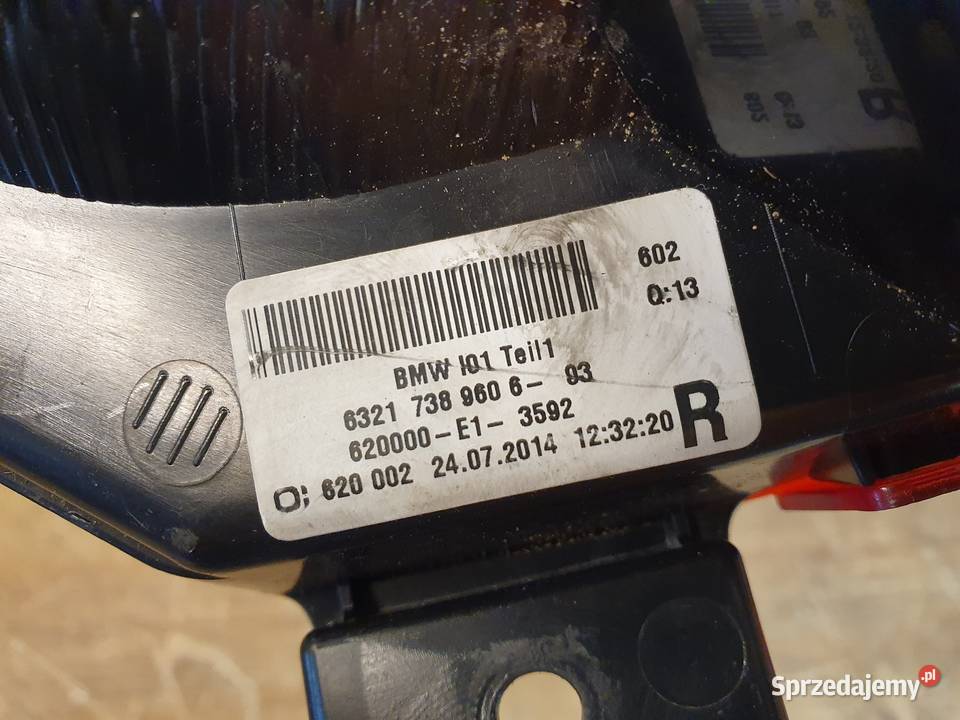 602
Q:13
BMW I01 Teil1
6321 738 960 6- 93
620000-E1- 3592
O: 620 002 24.07.2014 12:32:20
R
Sprzedajemy.pl